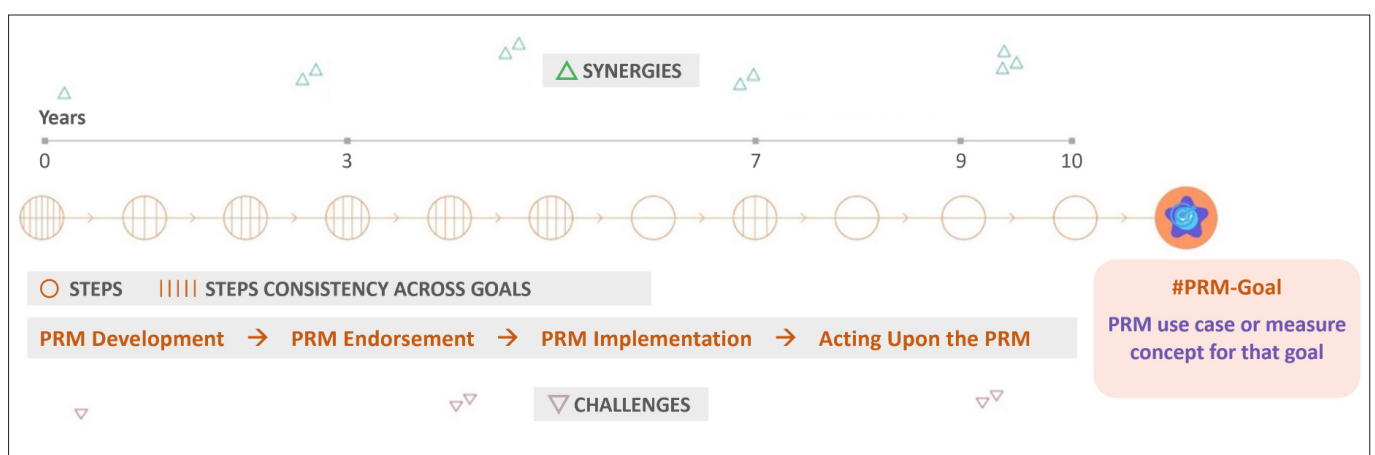 SYNERGIES
Years
0 3 7 9 10
STEPS STEPS CONSISTENCY ACROSS GOALS
PRM Development → PRM Endorsement → PRM Implementation → Acting Upon the PRM
#PRM-Goal
PRM use case or measure
concept for that goal
CHALLENGES